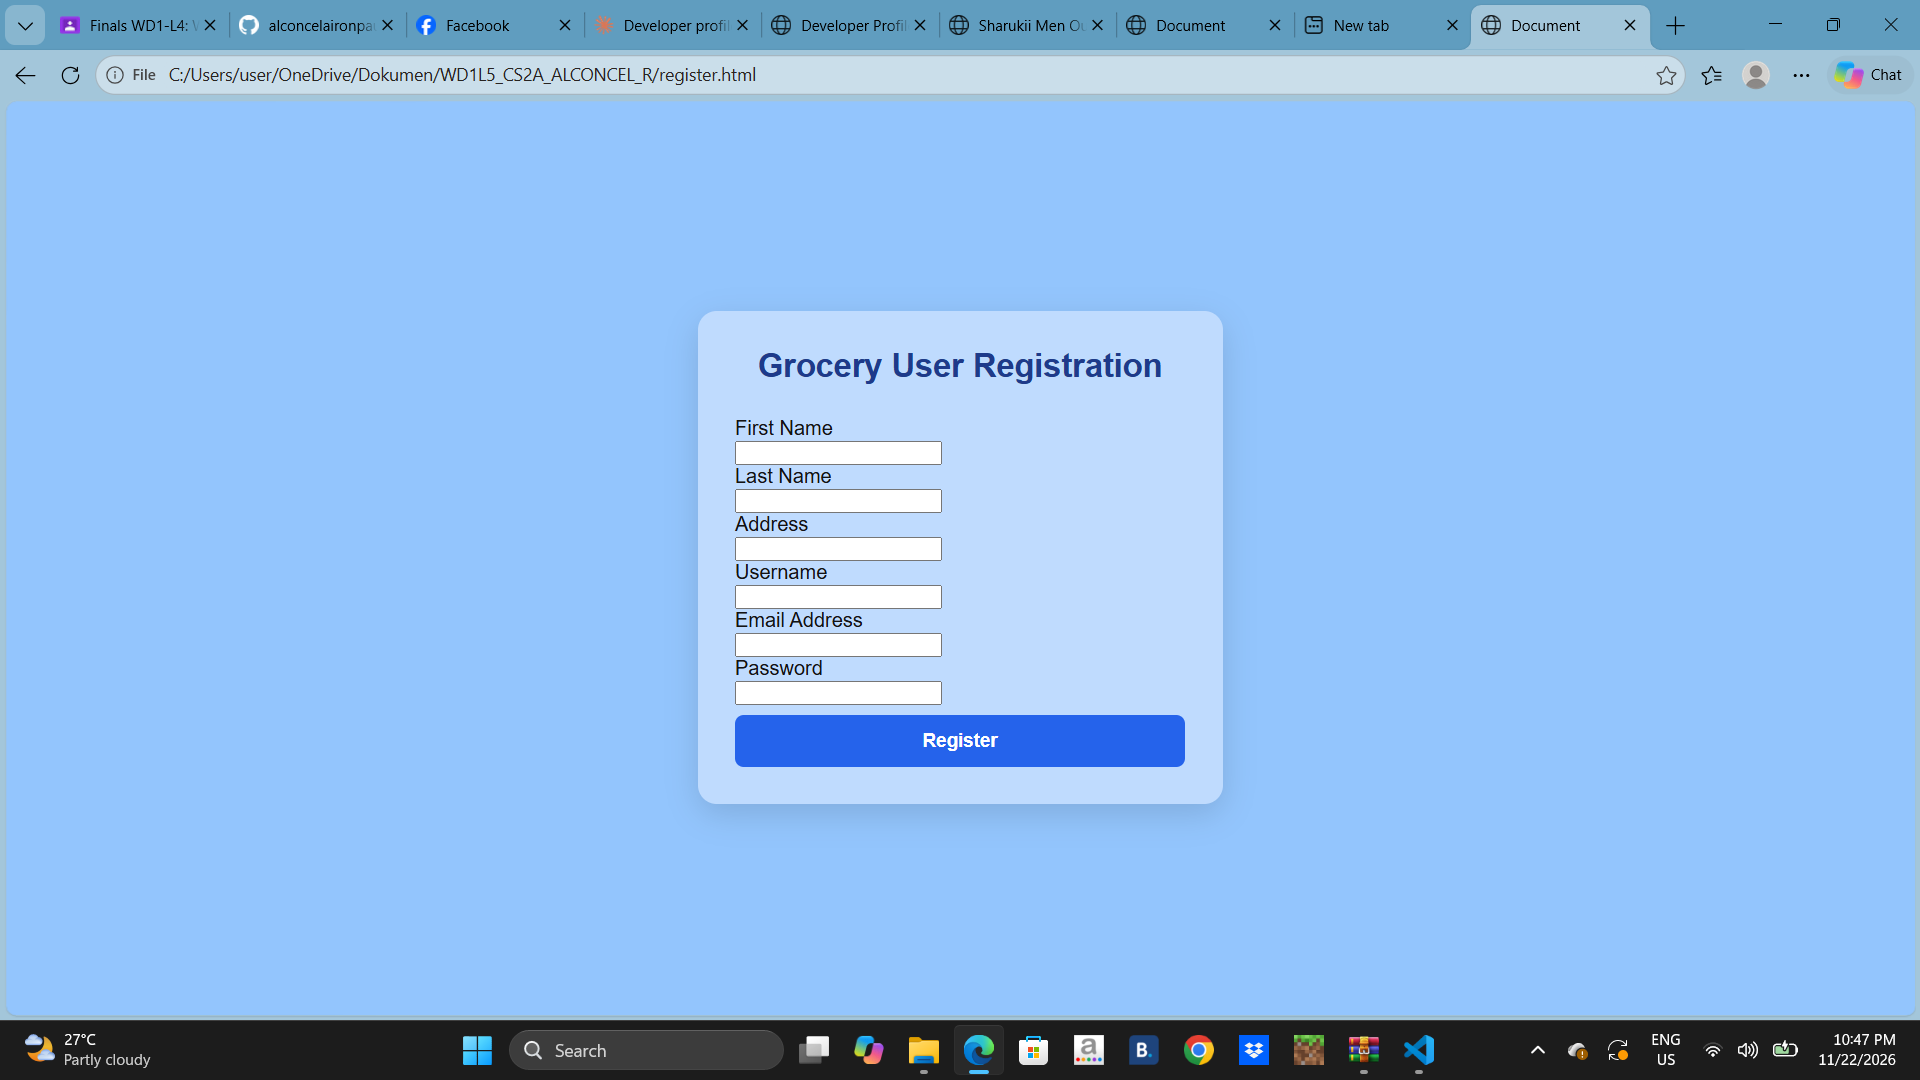 Finals WD1-L4: W
alconcelaironpau
Facebook
Developer profil
Developer Profil
Sharukii Men Ou
Document
New tab
Document
File C:/Users/user/OneDrive/Dokumen/WD1L5_CS2A_ALCONCEL_R/register.html
Chat
Grocery User Registration
First Name
Last Name
Address
Username
Email Address
Password
Register
27°C
Partly cloudy
Search
a
B.
ENG
US
10:47 PM
11/22/2026